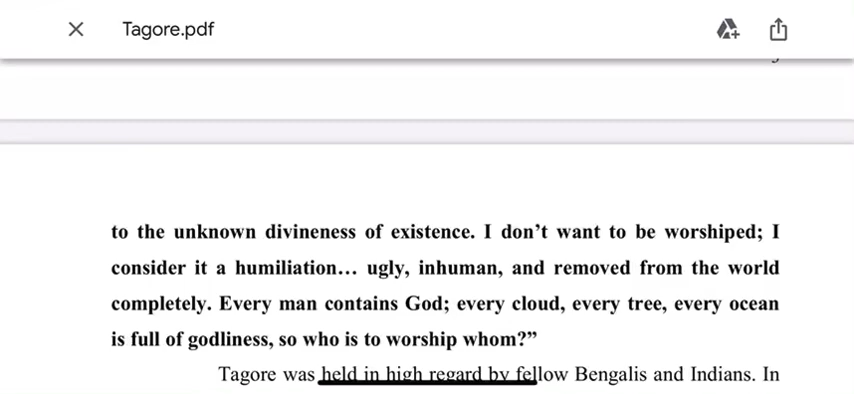 Tagore.pdf
to the unknown divineness of existence. I don't want to be worshiped; I
consider it a humiliation… ugly, inhuman, and removed from the world
completely. Every man contains God; every cloud, every tree, every ocean
is full of godliness, so who is to worship whom?”
Tagore was held in high regard by fellow Bengalis and Indians. In